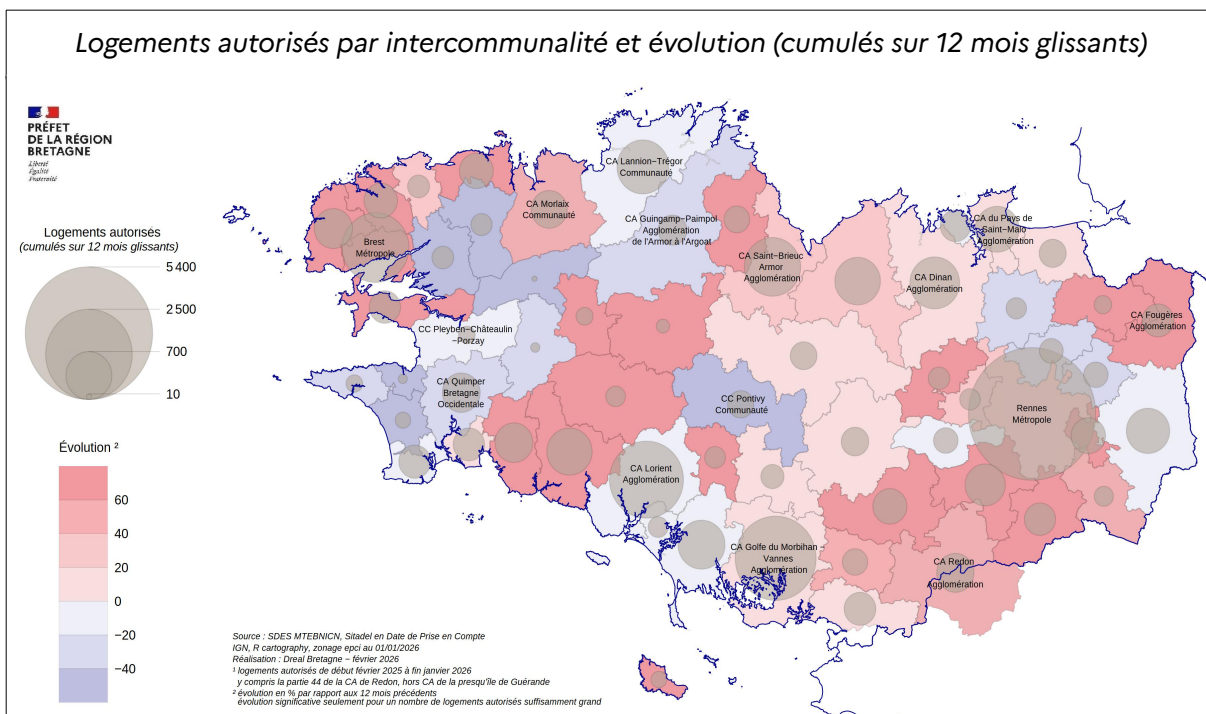 Logements autorisés par intercommunalité et évolution (cumulés sur 12 mois glissants)
PRÉFET
DE LA RÉGION
BRETAGNE
Liberté
Égalité
Fraternité
Logements autorisés
(cumulés sur 12 mois glissants)
5 400
2 500
700
10
Évolution ²
60
40
20
0
−20
−40
CA Lannion−Trégor
Communauté
CA Morlaix
Communauté
CA Guingamp−Paimpol
Agglomération
de l'Armor à l'Argoat
Brest
Métropole
CA du Pays de
Saint−Malo
Agglomération
CA Saint−Brieuc
Armor
Agglomération
CA Dinan
Agglomération
CA Fougères
Agglomération
CC Pleyben−Châteaulin
−Porzay
CA Quimper
Bretagne
Occidentale
CC Pontivy
Communauté
Rennes
Métropole
CA Lorient
Agglomération
CA Golfe du Morbihan −
Vannes
Agglomération
CA Redon
Agglomération
Source : SDES MTEBNICN, Sitadel en Date de Prise en Compte
IGN, R cartography, zonage epci au 01/01/2026
Réalisation : Dreal Bretagne − février 2026
¹ logements autorisés de début février 2025 à fin janvier 2026
y compris la partie 44 de la CA de Redon, hors CA de la presqu'île de Guérande
² évolution en % par rapport aux 12 mois précédents
évolution significative seulement pour un nombre de logements autorisés suffisamment grand